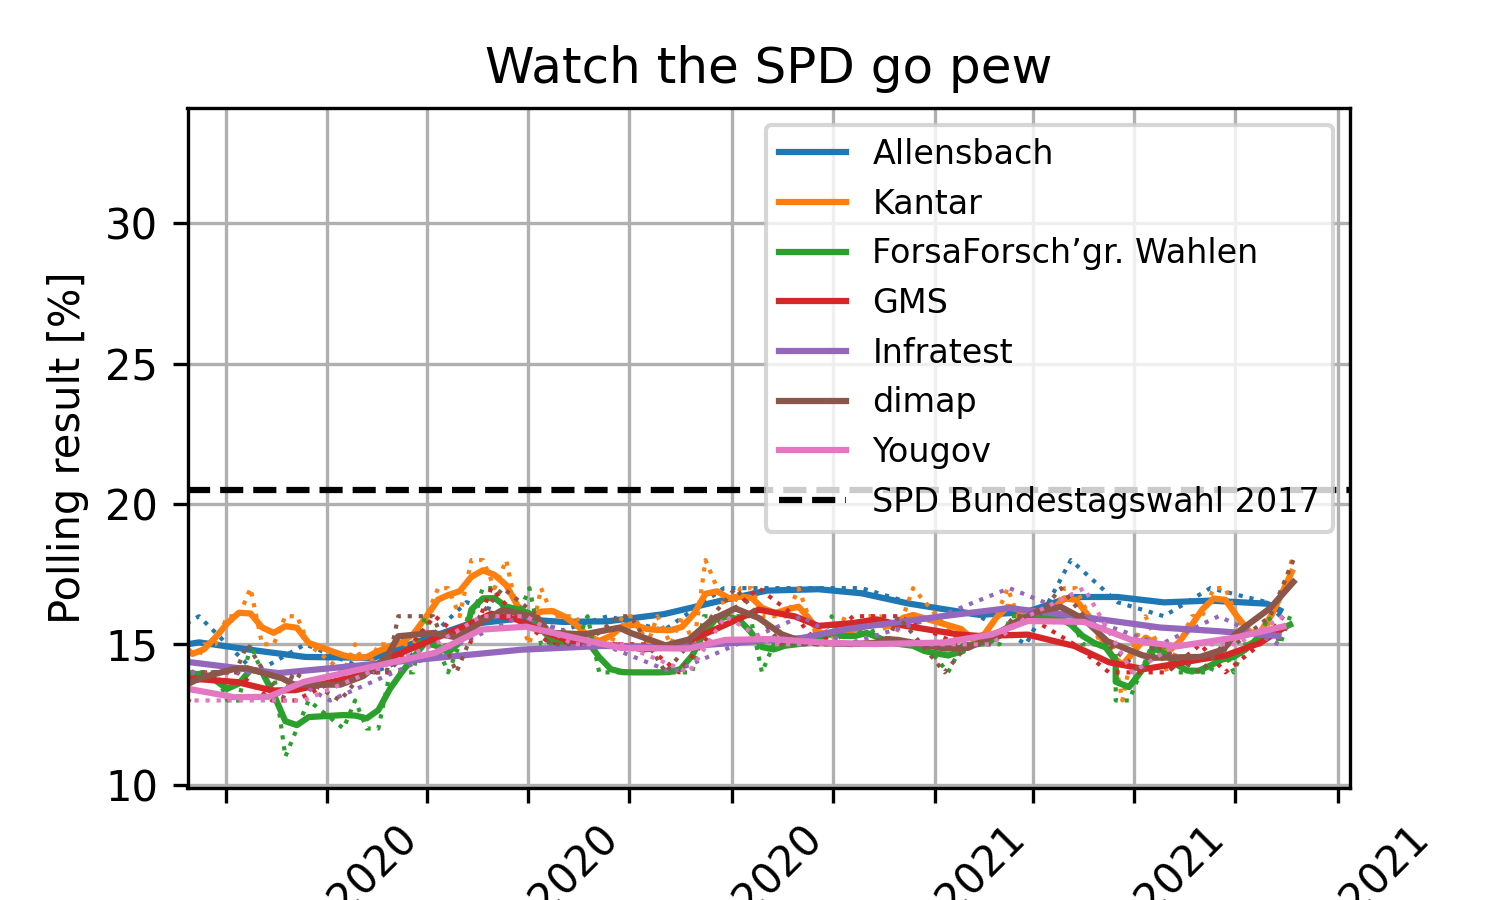 Watch the SPD go pew
Polling result [%]
30
25
20
15
10
Allensbach
Kantar
ForsaForsch’gr. Wahlen
GMS
Infratest
dimap
Yougov
SPD Bundestagswahl 2017
2020
2020
2020
2021
2021
2021